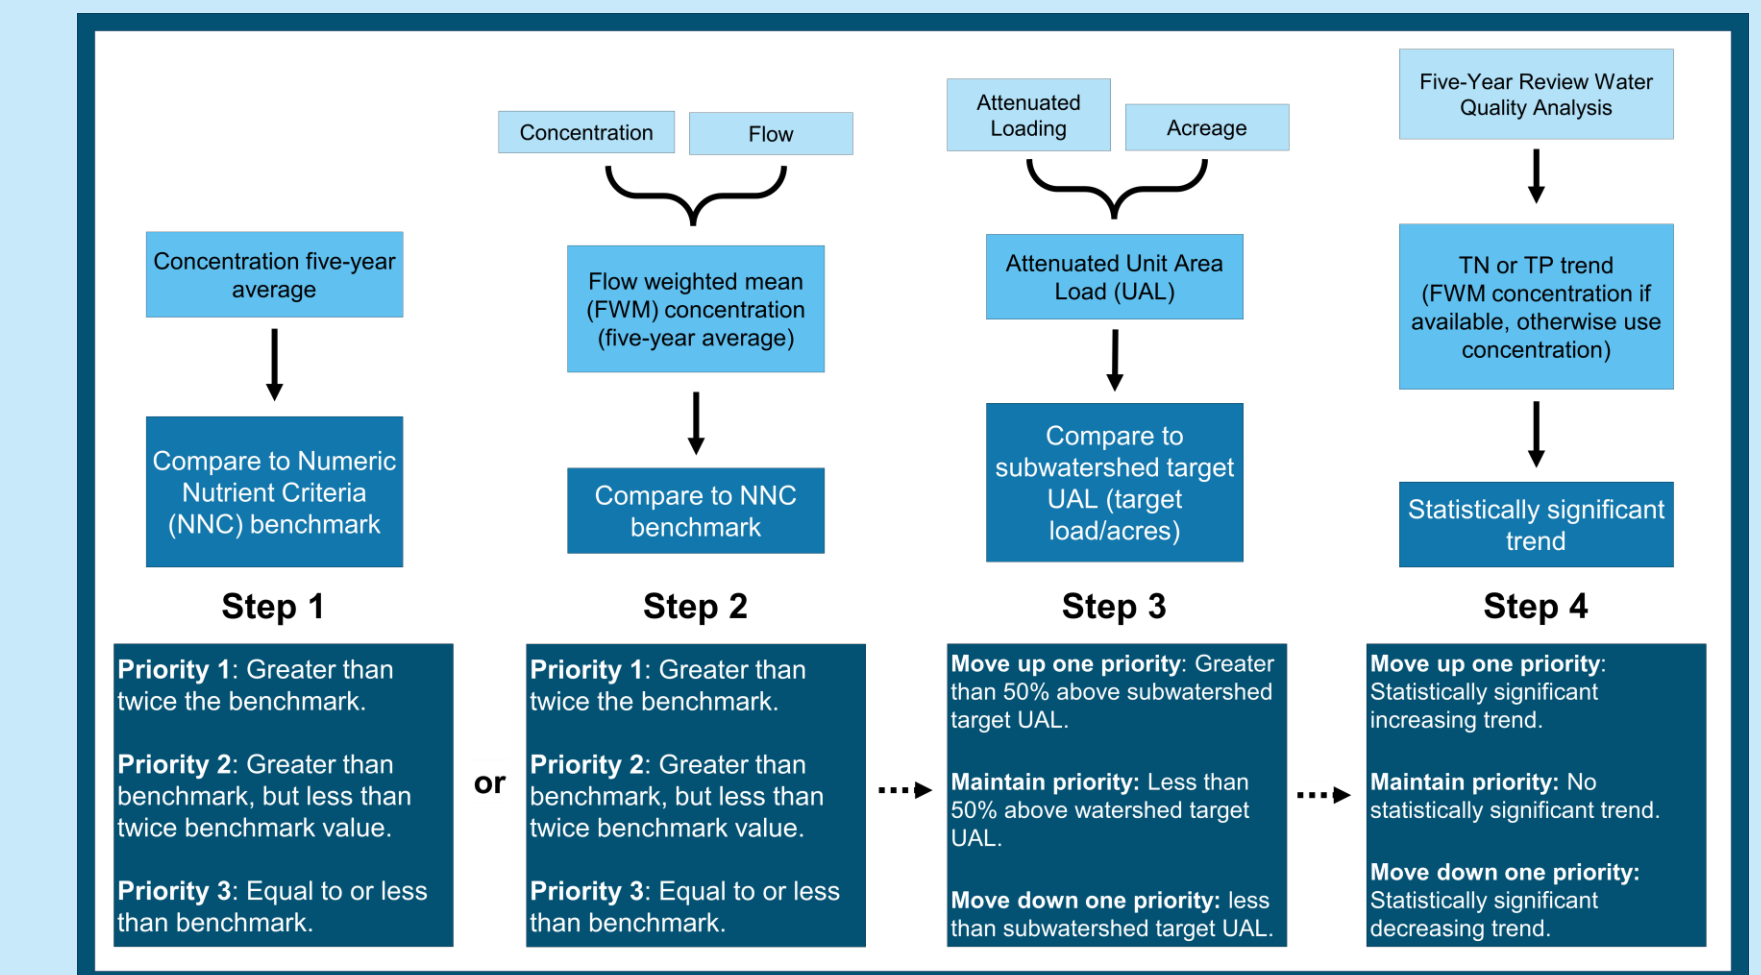 Concentration five-year
average
Compare to Numeric
Nutrient Criteria
(NNC) benchmark
Step 1
Priority 1: Greater than
twice the benchmark.
Priority 2: Greater than
benchmark, but less than
twice benchmark value.
Priority 3: Equal to or less
than benchmark.
or
Concentration
Flow
Flow weighted mean
(FWM) concentration
(five-year average)
Compare to NNC
benchmark
Step 2
Priority 1: Greater than
twice the benchmark.
Priority 2: Greater than
benchmark, but less than
twice benchmark value.
Priority 3: Equal to or less
than benchmark.
Attenuated
Loading
Acreage
Attenuated Unit Area
Load (UAL)
Compare to
subwatershed target
UAL (target
load/acres)
Step 3
Move up one priority: Greater
than 50% above subwatershed
target UAL.
Maintain priority: Less than
50% above watershed target
UAL.
Move down one priority: less
than subwatershed target UAL.
Five-Year Review Water
Quality Analysis
TN or TP trend
(FWM concentration if
available, otherwise use
concentration)
Statistically significant
trend
Step 4
Move up one priority:
Statistically significant
increasing trend.
Maintain priority: No
statistically significant trend.
Move down one priority:
Statistically significant
decreasing trend.